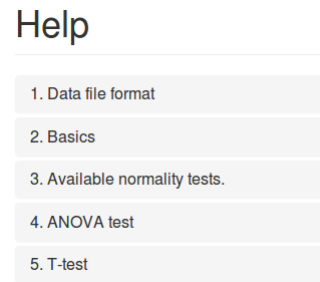 Help
1. Data file format
2. Basics
3. Available normality tests.
4. ANOVA test
5. T-test